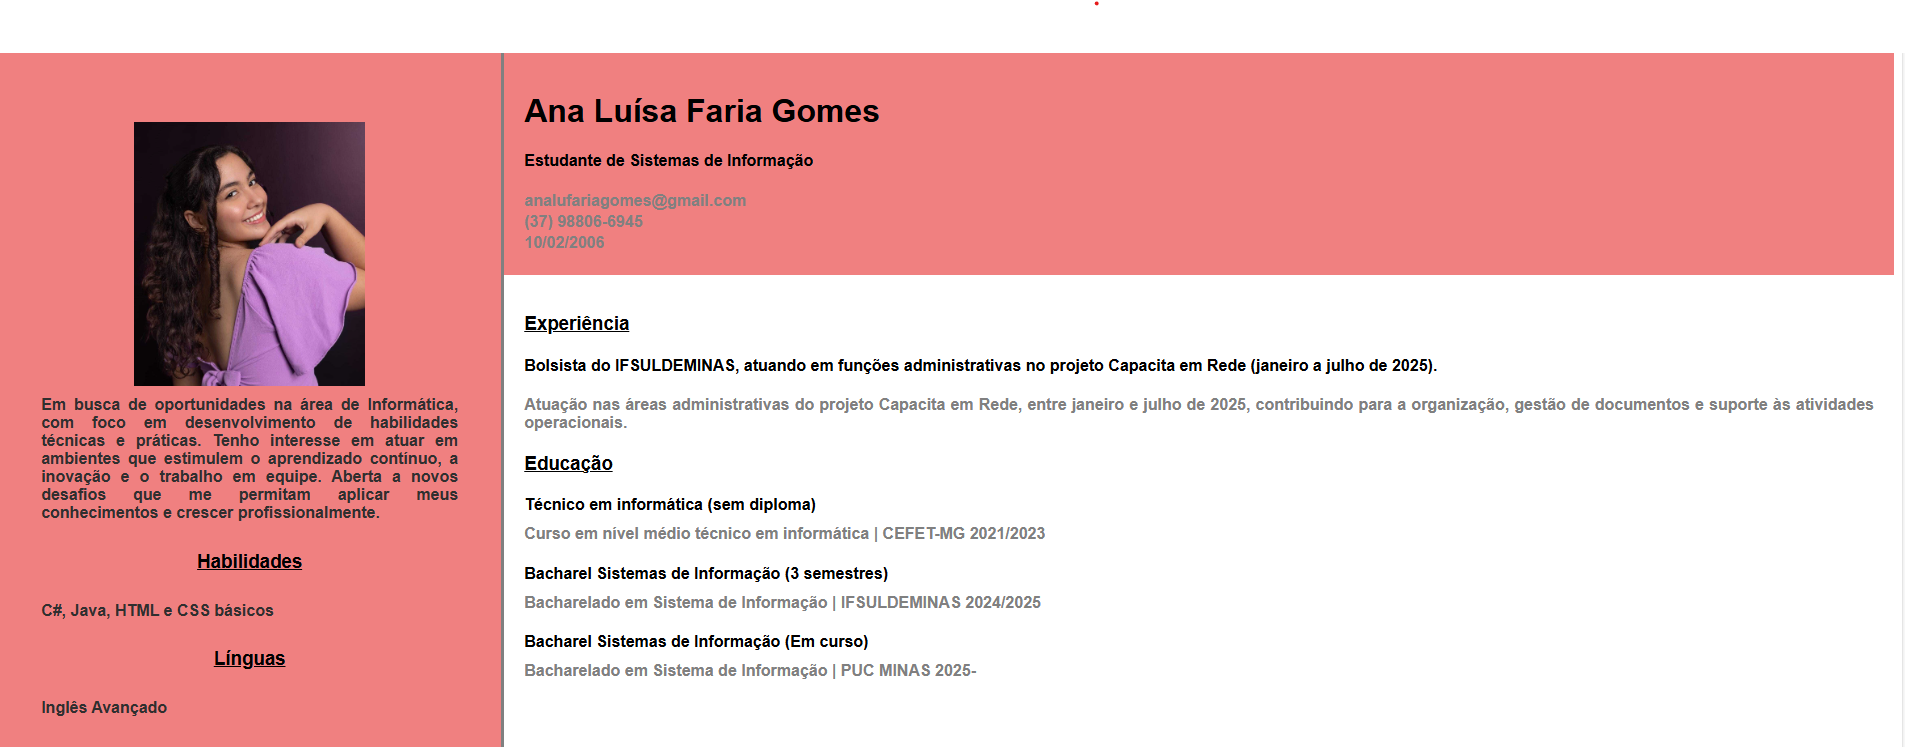 Ana Luísa Faria Gomes
Estudante de Sistemas de Informação
analufariagomes@gmail.com
(37) 98806-6945
10/02/2006
Em busca de oportunidades na área de Informática,
com foco em desenvolvimento de habilidades
técnicas e práticas. Tenho interesse em atuar em
ambientes que estimulem o aprendizado contínuo, a
inovação e o trabalho em equipe. Aberta a novos
desafios que me permitam aplicar meus
conhecimentos e crescer profissionalmente.
Habilidades
C#, Java, HTML e CSS básicos
Línguas
Inglês Avançado
Experiência
Bolsista do IFSULDEMINAS, atuando em funções administrativas no projeto Capacita em Rede (janeiro a julho de 2025).
Atuação nas áreas administrativas do projeto Capacita em Rede, entre janeiro e julho de 2025, contribuindo para a organização, gestão de documentos e suporte às atividades
operacionais.
Educação
Técnico em informática (sem diploma)
Curso em nível médio técnico em informática | CEFET-MG 2021/2023
Bacharel Sistemas de Informação (3 semestres)
Bacharelado em Sistema de Informação | IFSULDEMINAS 2024/2025
Bacharel Sistemas de Informação (Em curso)
Bacharelado em Sistema de Informação | PUC MINAS 2025-